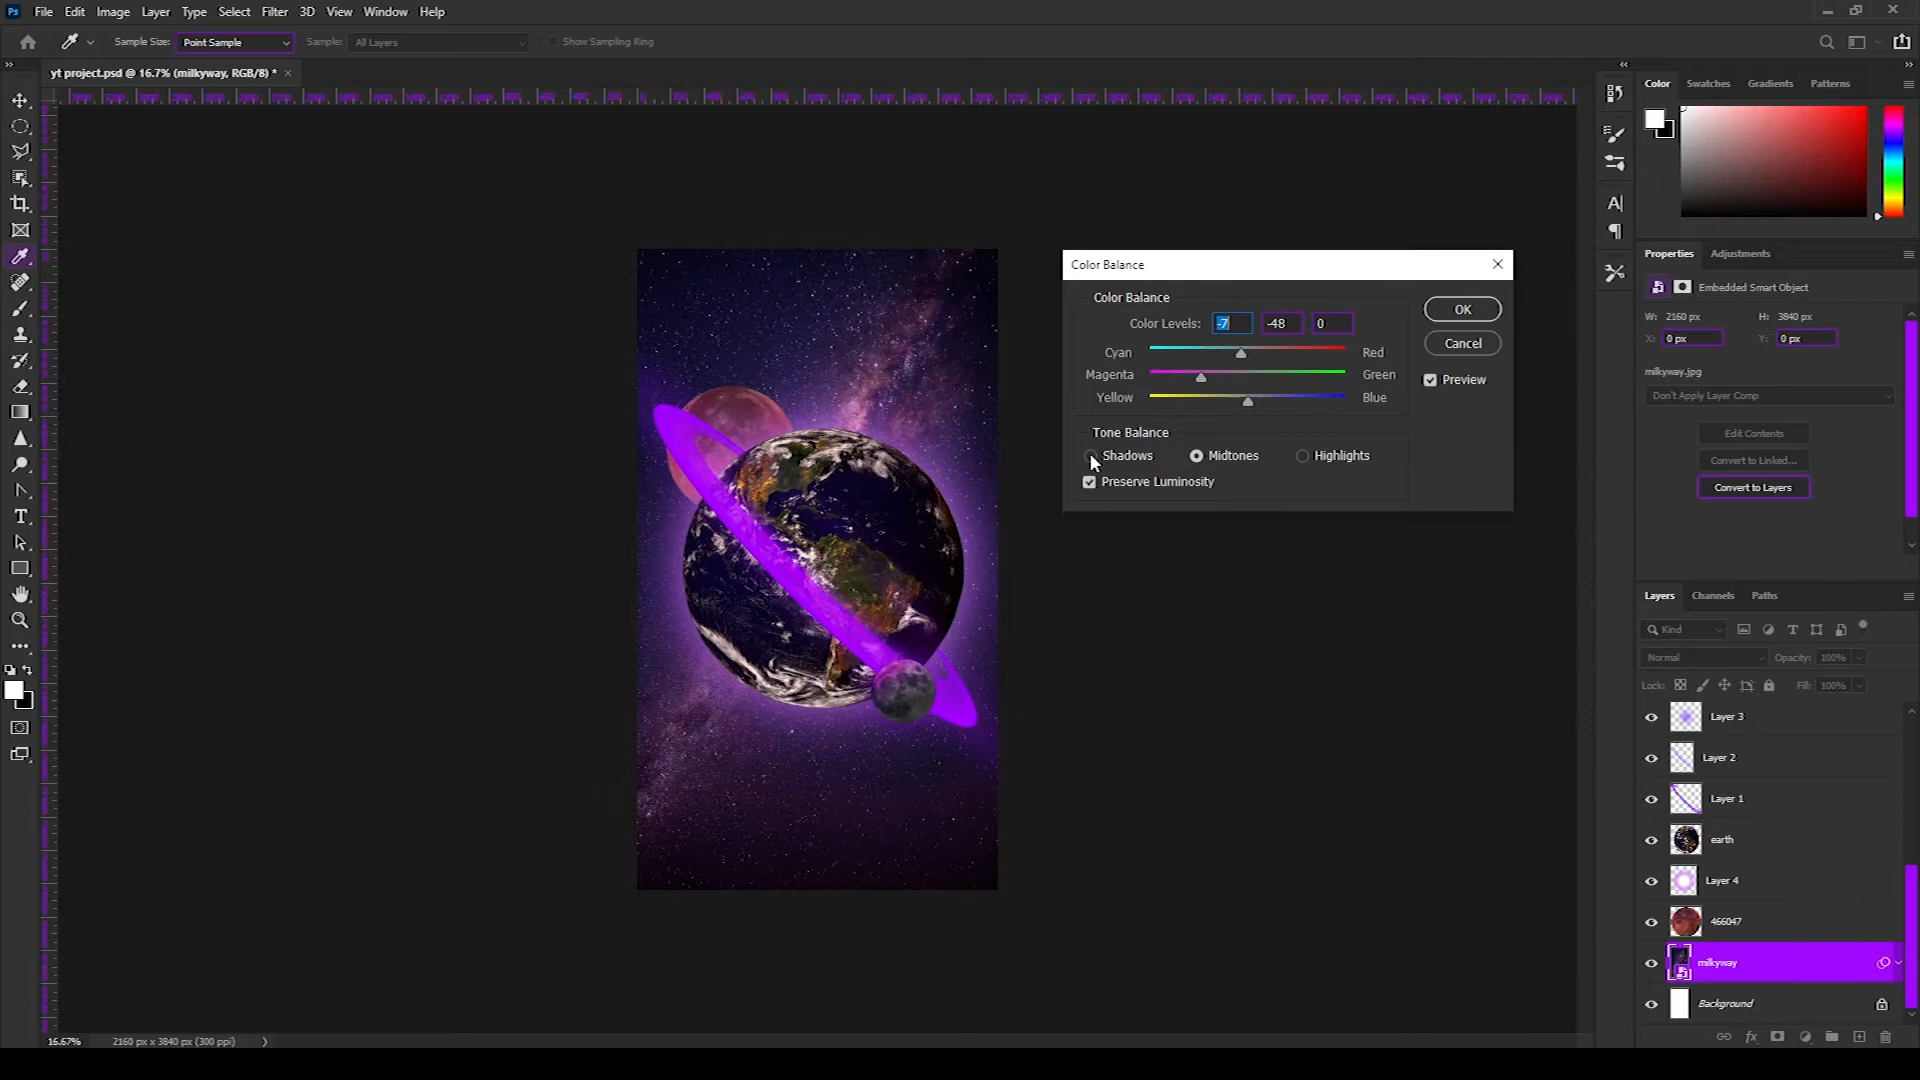 Ps File Edit Image Layer Type Select Filter 3D View Window Help
Sample Size: Point Sample Sample: All Layers Show Sampling Ring
yt project.psd @ 16.7% (milkyway, RGB/8) *
Color Swatches Gradients Patterns
Properties Adjustments
Embedded Smart Object
W: 2160 px H: 3840 px
X: 0 px Y: 0 px
milkyway.jpg
Don't Apply Layer Comp
Edit Contents
Convert to Linked...
Convert to Layers
Color Balance
Color Balance
Color Levels: -7 -48 0
Cyan Red
Magenta Green
Yellow Blue
OK
Cancel
Preview
Tone Balance
Shadows Midtones Highlights
Preserve Luminosity
Layers Channels Paths
Kind
Normal Opacity: 100%
Lock: Fill: 100%
Layer 3
Layer 2
Layer 1
earth
Layer 4
466047
milkyway
Background
16.67% 2160 px x 3840 px (300 ppi)